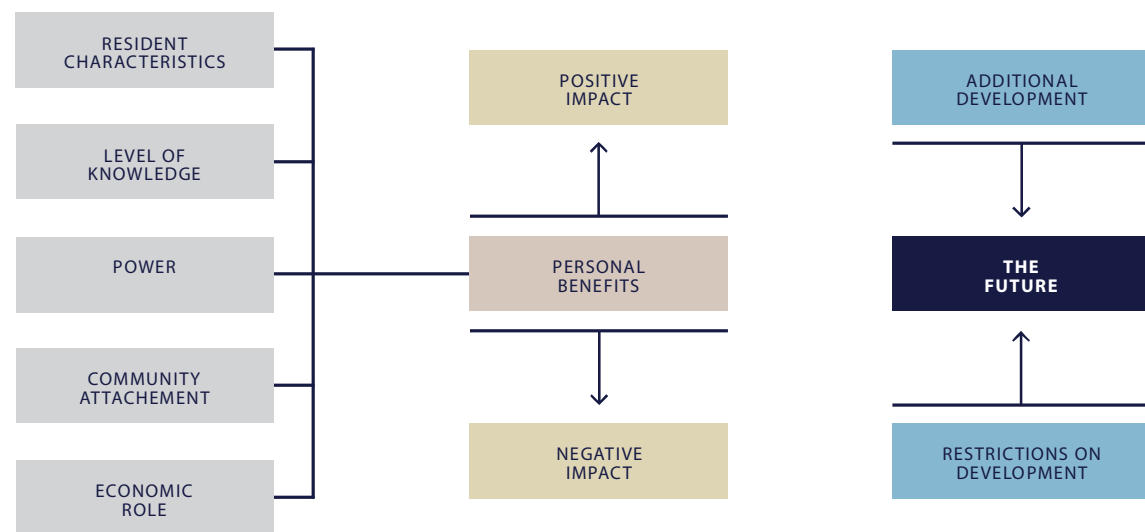 RESIDENT
CHARACTERISTICS
LEVEL OF
KNOWLEDGE
POWER
COMMUNITY
ATTACHEMENT
ECONOMIC
ROLE
POSITIVE
IMPACT
PERSONAL
BENEFITS
NEGATIVE
IMPACT
ADDITIONAL
DEVELOPMENT
THE
FUTURE
RESTRICTIONS ON
DEVELOPMENT